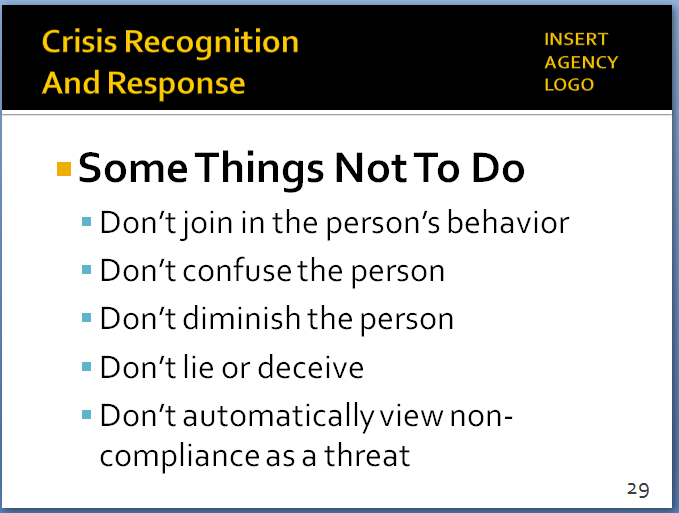 Crisis Recognition
And Response
INSERT
AGENCY
LOGO
Some Things Not To Do
Don’t join in the person’s behavior
Don’t confuse the person
Don’t diminish the person
Don’t lie or deceive
Don’t automatically view non-
compliance as a threat
29